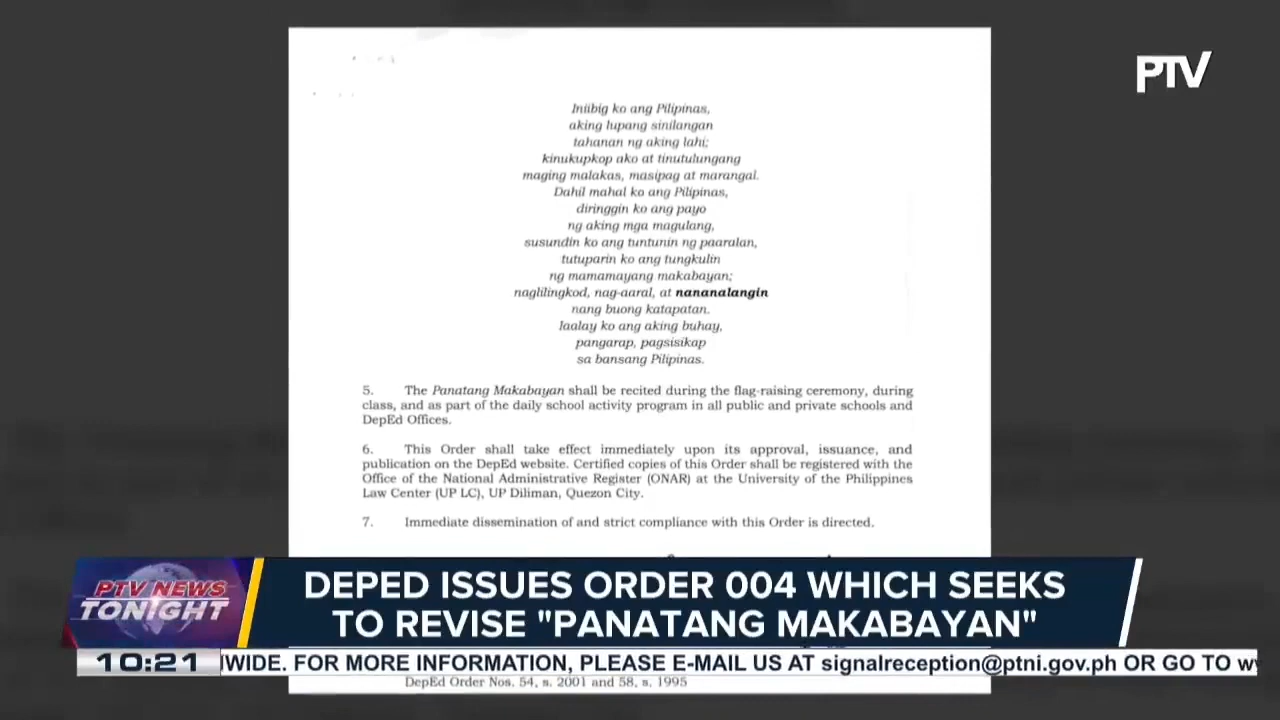 PTV
Iniibig ko ang Pilipinas,
aking lupang sinilangan
tahanan ng aking lahi;
kinukupkop ako at tinutulungang
maging malakas, masipag at marangal.
Dahil mahal ko ang Pilipinas,
diringgin ko ang payo
ng aking mga magulang,
susundin ko ang tuntunin ng paaralan,
tutuparin ko ang tungkulin
ng mamamayang makabayan;
naglilingkod, nag-aaral, at nananalangin
nang buong katapatan.
Iaalay ko ang aking buhay,
pangarap, pagsisikap
sa bansang Pilipinas.
5. The Panatang Makabayan shall be recited during the flag-raising ceremony, during
class, and as part of the daily school activity program in all public and private schools and
DepEd Offices.
6. This Order shall take effect immediately upon its approval, issuance, and
publication on the DepEd website. Certified copies of this Order shall be registered with the
Office of the National Administrative Register (ONAR) at the University of the Philippines
Law Center (UP LC), UP Diliman, Quezon City.
7. Immediate dissemination of and strict compliance with this Order is directed.
PTV NEWS
TONIGHT
DEPED ISSUES ORDER 004 WHICH SEEKS
TO REVISE "PANATANG MAKABAYAN"
10:21 WIDE. FOR MORE INFORMATION, PLEASE E-MAIL US AT signalreception@ptni.gov.ph OR GO TO
DepEd Order Nos. 54, s. 2001 and 58, s. 1995